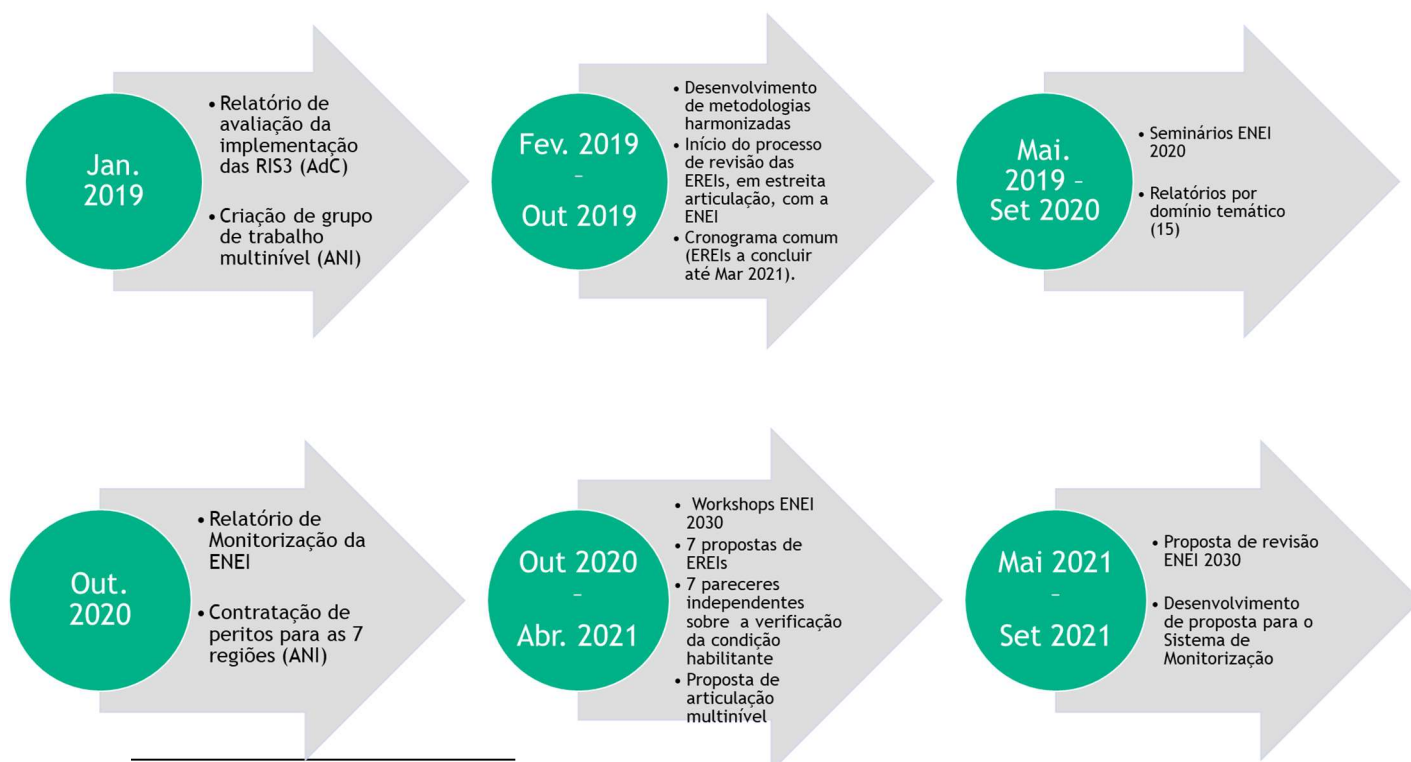 Jan.
2019
• Relatório de
avaliação da
implementação
das RIS3 (AdC)
• Criação de grupo
de trabalho
multinível (ANI)
Fev. 2019
–
Out 2019
• Desenvolvimento
de metodologias
harmonizadas
• Início do processo
de revisão das
EREIs, em estreita
articulação, com a
ENEI
• Cronograma comum
(EREIs a concluir
até Mar 2021).
Mai.
2019 –
Set 2020
• Seminários ENEI
2020
• Relatórios por
domínio temático
(15)
Out.
2020
• Relatório de
Monitorização da
ENEI
• Contratação de
peritos para as 7
regiões (ANI)
Out 2020
–
Abr. 2021
• Workshops ENEI
2030
• 7 propostas de
EREIs
• 7 pareceres
independentes
sobre a verificação
da condição
habilitante
• Proposta de
articulação
multinível
Mai 2021
–
Set 2021
• Proposta de revisão
ENEI 2030
• Desenvolvimento
de proposta para o
Sistema de
Monitorização